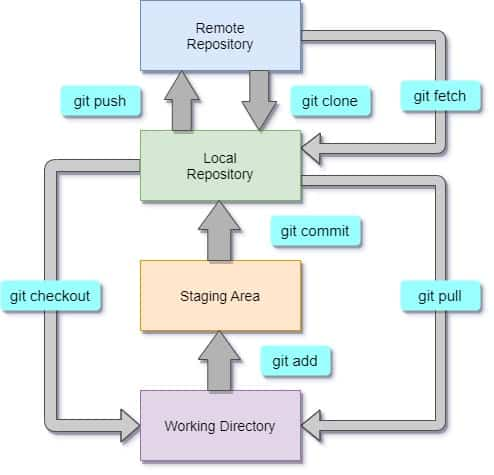 Remote
Repository
git push
git clone
git fetch
Local
Repository
git commit
git checkout
Staging Area
git pull
git add
Working Directory